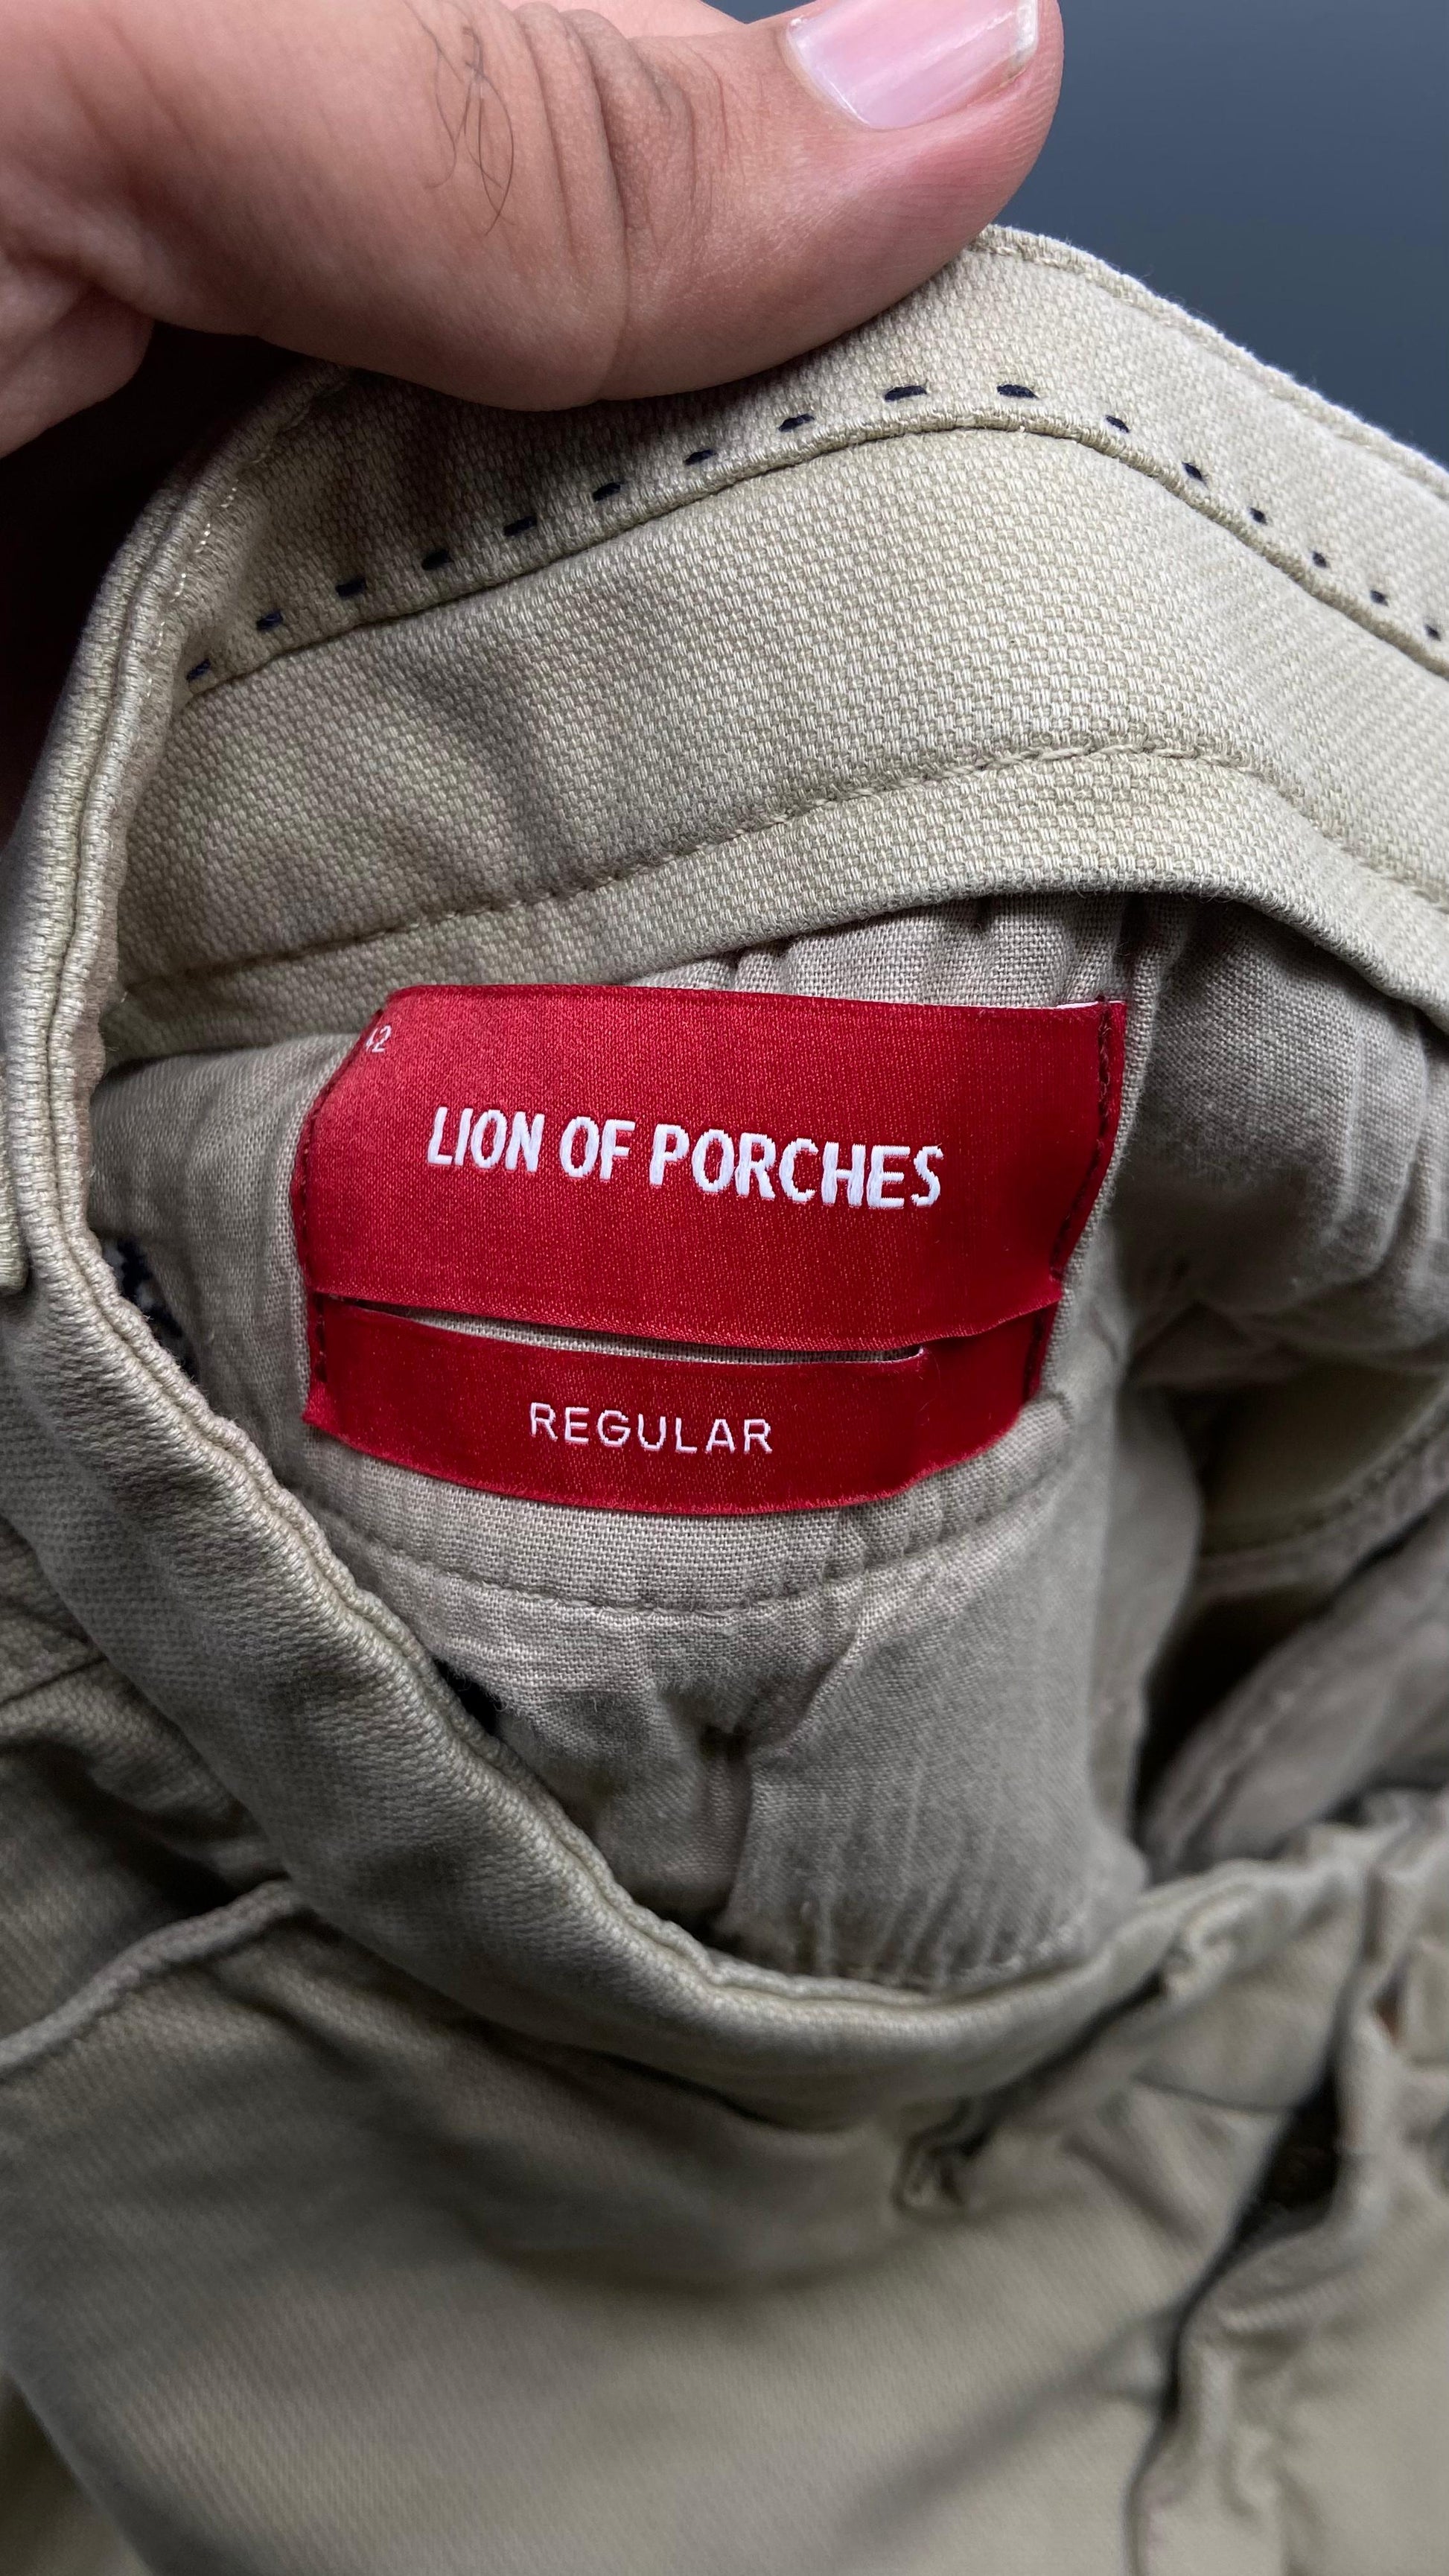 42
LION OF PORCHES
REGULAR